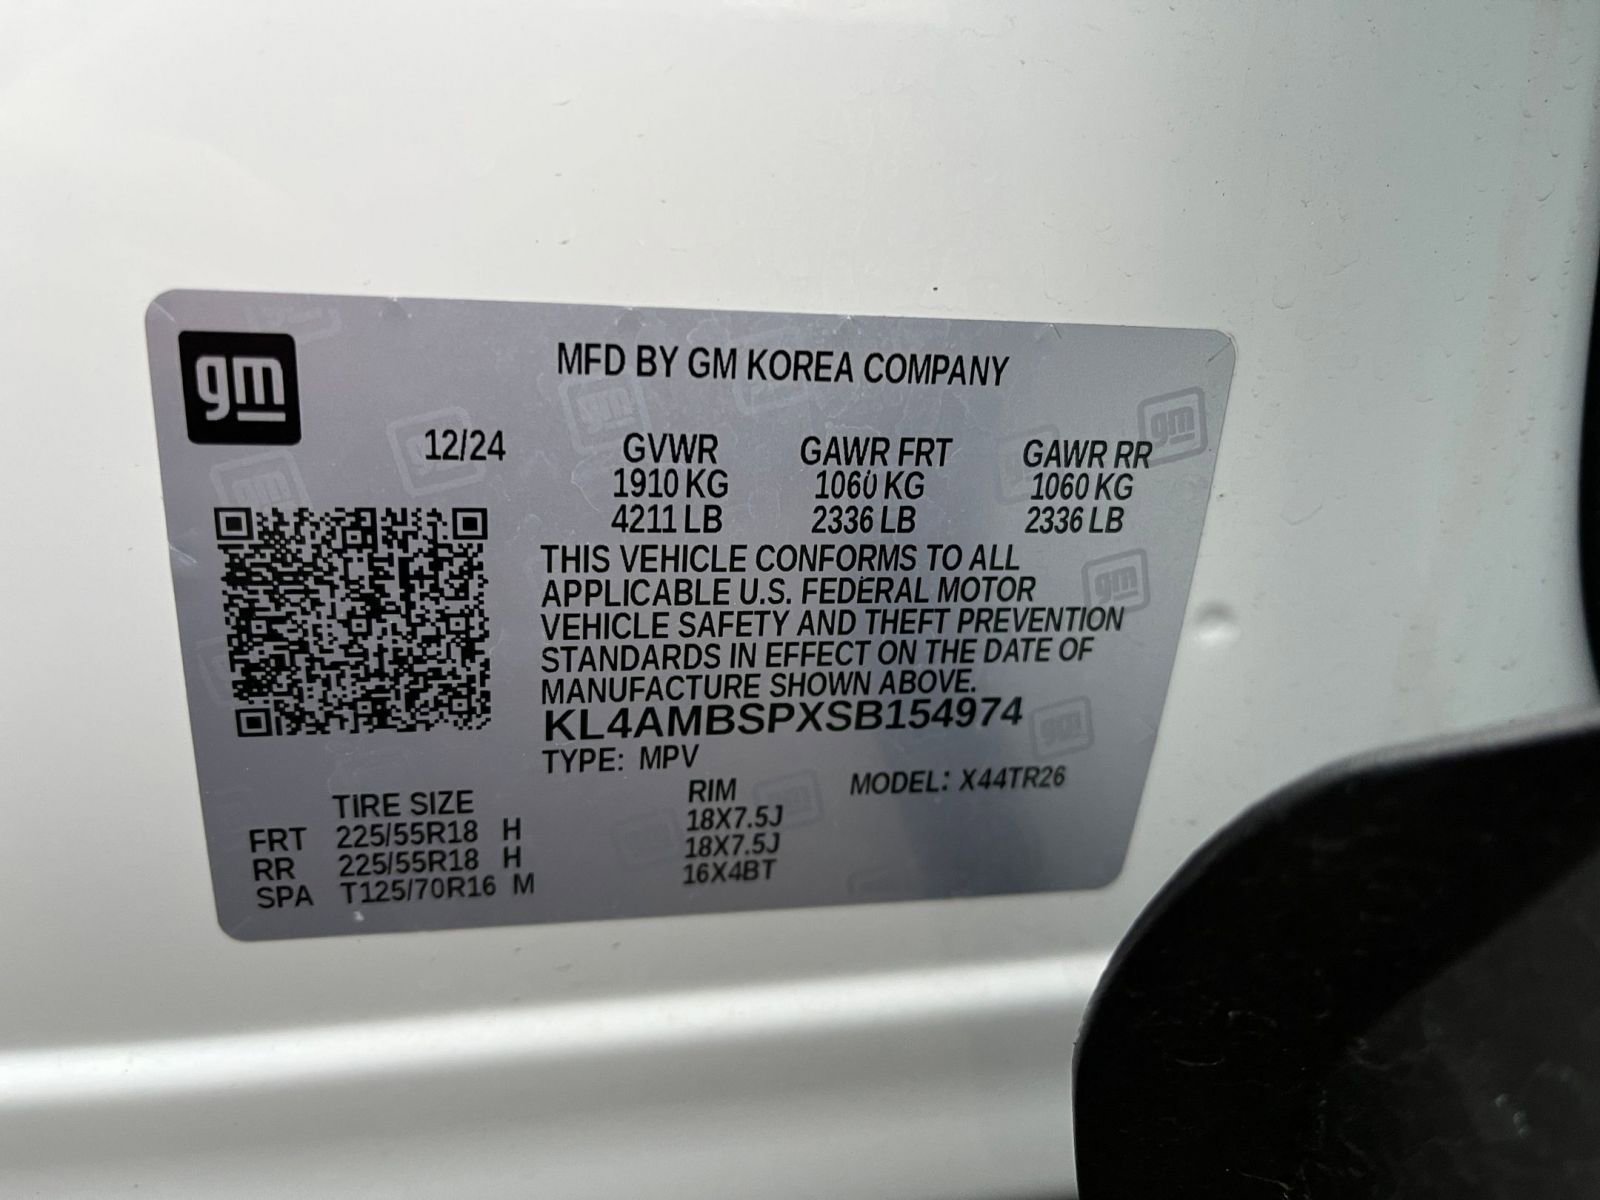 gm
MFD BY GM KOREA COMPANY
12/24 GVWR GAWR FRT GAWR RR
1910 KG 1060 KG 1060 KG
4211 LB 2336 LB 2336 LB
THIS VEHICLE CONFORMS TO ALL
APPLICABLE U.S. FEDERAL MOTOR
VEHICLE SAFETY AND THEFT PREVENTION
STANDARDS IN EFFECT ON THE DATE OF
MANUFACTURE SHOWN ABOVE.
KL4AMBSPXSB154974
TYPE: MPV
TIRE SIZE RIM MODEL: X44TR26
FRT 225/55R18 H 18X7.5J
RR 225/55R18 H 18X7.5J
SPA T125/70R16 M 16X4BT